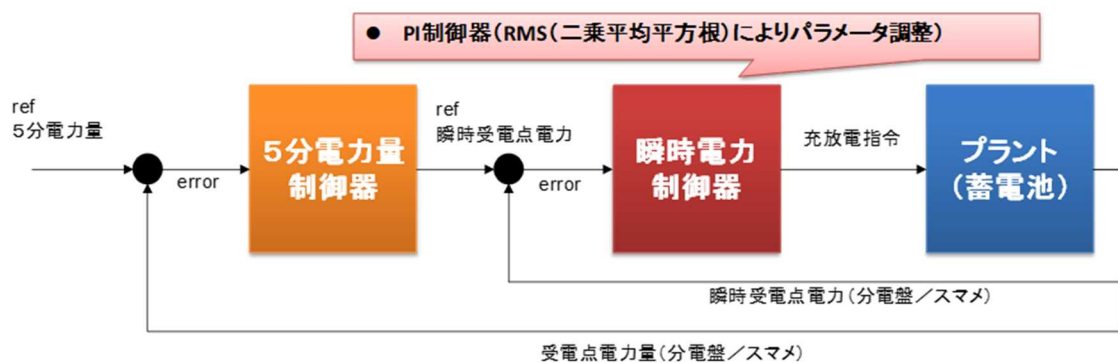 ● PI制御器（RMS（二乗平均平方根）によりパラメータ調整）
ref
５分電力量
error
５分電力量
制御器
ref
瞬時受電点電力
error
瞬時電力
制御器
充放電指令
プラント
（蓄電池）
瞬時受電点電力（分電盤／スマメ）
受電点電力量（分電盤／スマメ）